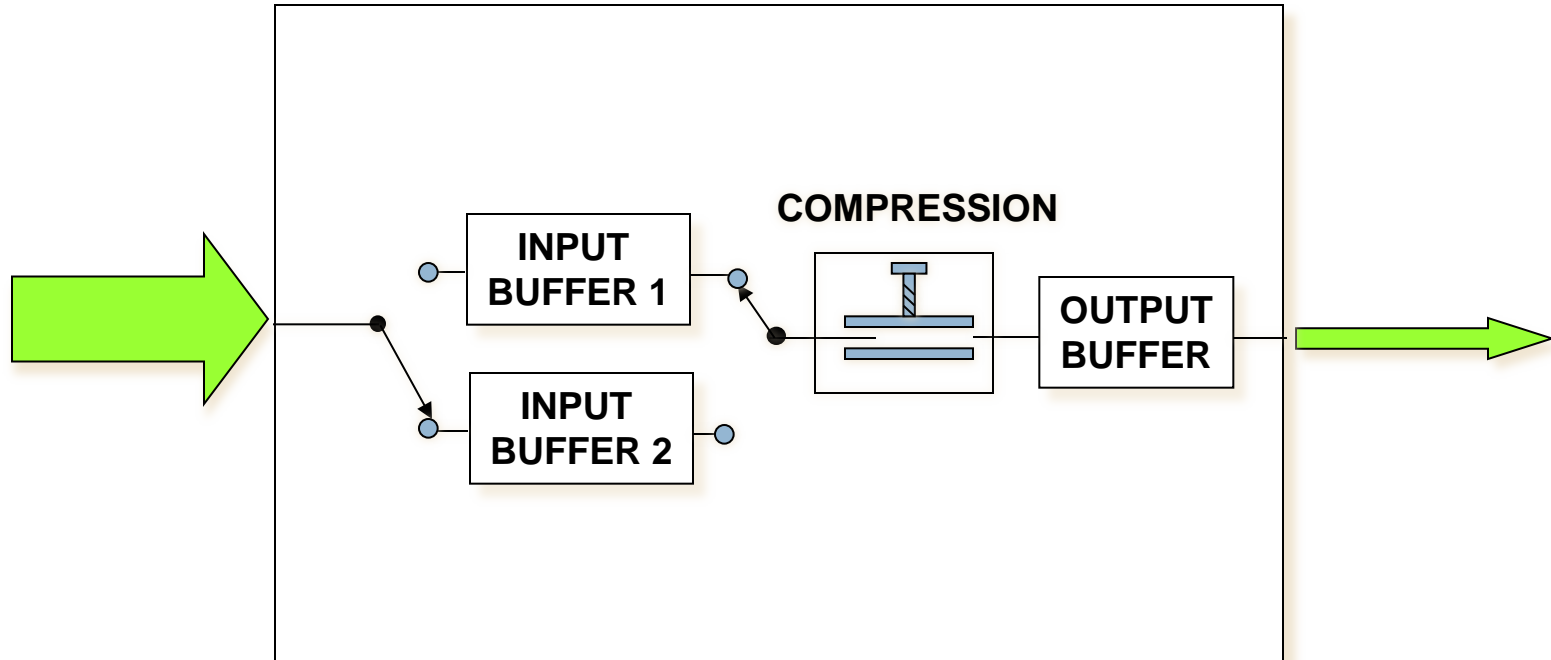 COMPRESSION
INPUT
BUFFER 1
OUTPUT
BUFFER
INPUT
BUFFER 2